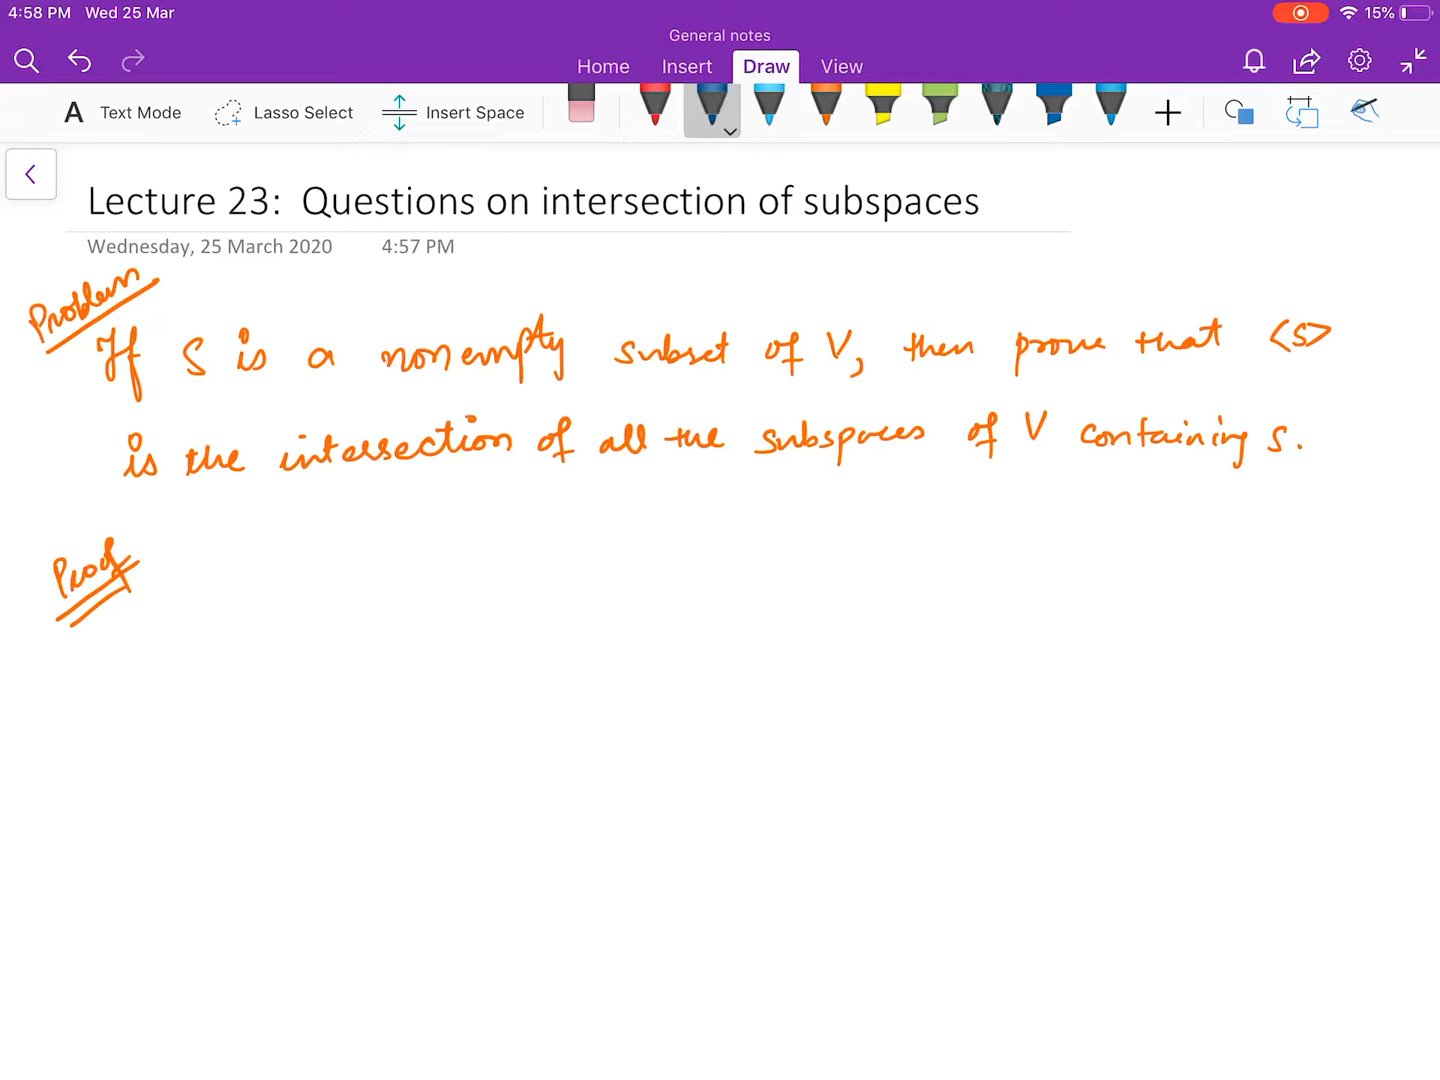 4:58 PM Wed 25 Mar
15%
General notes
Home Insert Draw View
A Text Mode Lasso Select Insert Space
Lecture 23: Questions on intersection of subspaces
Wednesday, 25 March 2020 4:57 PM
Problem
If S is a nonempty subset of V, then prove that <S>
is the intersection of all the subspaces of V containing S.
Proof